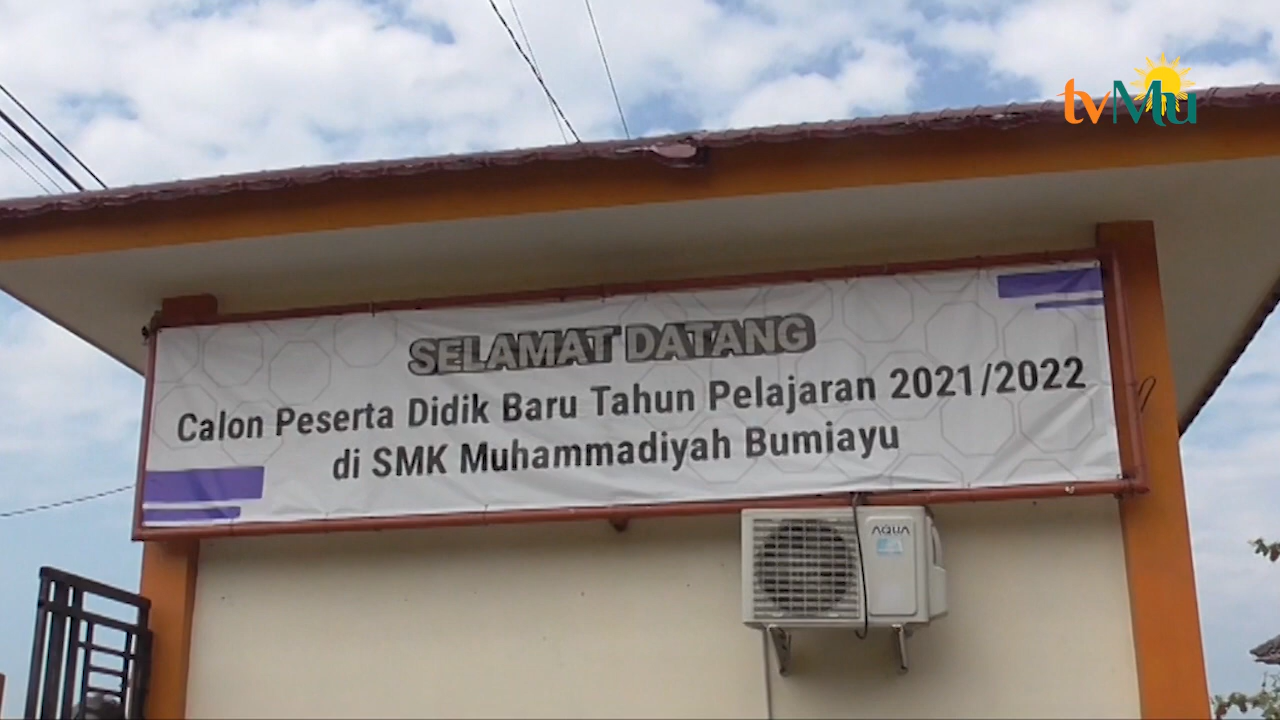 tvMu
SELAMAT DATANG
Calon Peserta Didik Baru Tahun Pelajaran 2021/2022
di SMK Muhammadiyah Bumiayu
AQUA